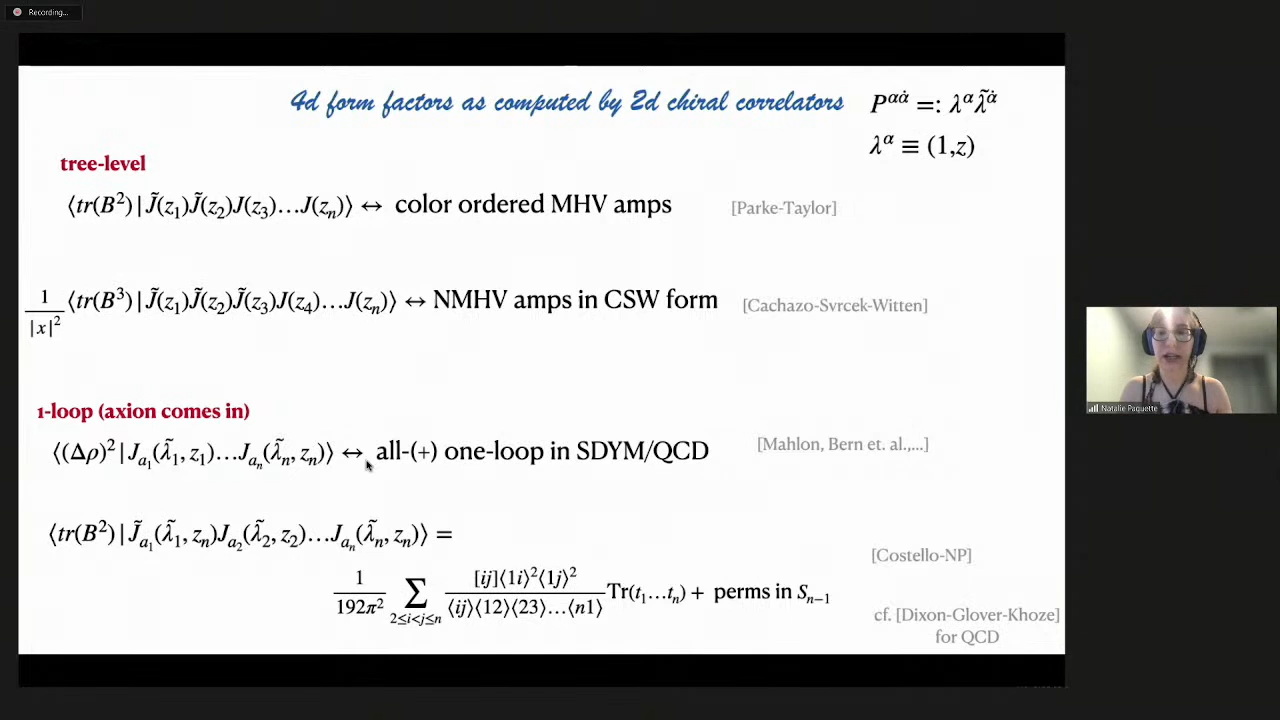 Recording...
4d form factors as computed by 2d chiral correlators
P^{αα̇} =: λ^α λ̃^{α̇}
λ^α ≡ (1,z)
tree-level
⟨tr(B²)|J̃(z₁)J̃(z₂)J(z₃)…J(zₙ)⟩ ↔ color ordered MHV amps [Parke-Taylor]
1/|x|² ⟨tr(B³)|J̃(z₁)J̃(z₂)J̃(z₃)J(z₄)…J(zₙ)⟩ ↔ NMHV amps in CSW form [Cachazo-Svrcek-Witten]
1-loop (axion comes in)
⟨(Δρ)²|J_{a₁}(λ̃₁, z₁)…J_{aₙ}(λ̃ₙ, zₙ)⟩ ↔ all-(+) one-loop in SDYM/QCD [Mahlon, Bern et. al.,...]
⟨tr(B²)|J̃_{a₁}(λ̃₁, zₙ)J_{a₂}(λ̃₂, z₂)…J_{aₙ}(λ̃ₙ, zₙ)⟩ =
[Costello-NP]
1/192π² ∑_{2≤i<j≤n} [ij]⟨1i⟩²⟨1j⟩² / ⟨ij⟩⟨12⟩⟨23⟩…⟨n1⟩ Tr(t₁…tₙ) + perms in S_{n−1}
cf. [Dixon-Glover-Khoze]
for QCD
Natalie Paquette